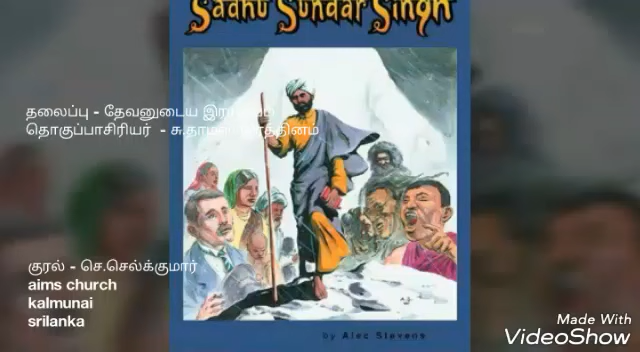 Sadhu Sundar Singh
தலைப்பு - தேவனுடைய
தொகுப்பாசிரியர் -
குரல் - செ.செல்க்குமார்
aims church
kalmunai
srilanka
by Alec Stevens
Made With
VideoShow